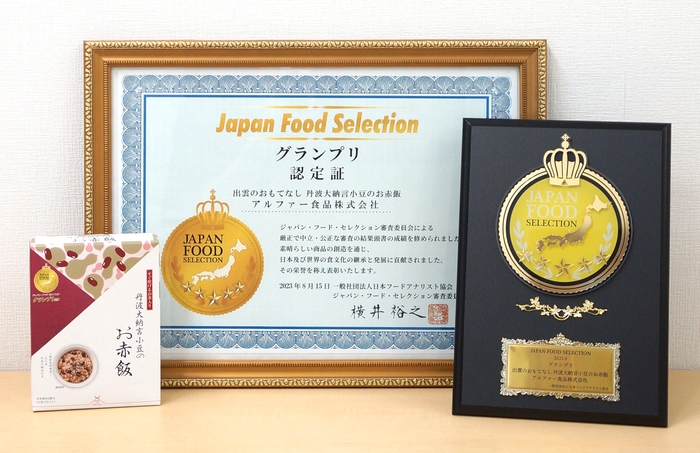 Japan Food Selection
グランプリ
認定証
出雲のおもてなし 丹波大納言小豆のお赤飯
アルファー食品株式会社
JAPAN
FOOD
SELECTION
ジャパン・フード・セレクション審査委員会による
厳正で中立・公正な審査の結果頭書の成績を修められました
素晴らしい商品の創造を通じ、
日本及び世界の食文化の継承と発展に貢献されました。
その栄誉を称え表彰いたします。
2023年8月15日 一般社団法人日本フードアナリスト協会
ジャパン・フード・セレクション審査委員
横井裕之
グランプリ
丹波大納言小豆の
お赤飯
JAPAN
FOOD
SELECTION
JAPAN FOOD SELECTION
2023.8
グランプリ
出雲のおもてなし 丹波大納言小豆のお赤飯
アルファー食品株式会社